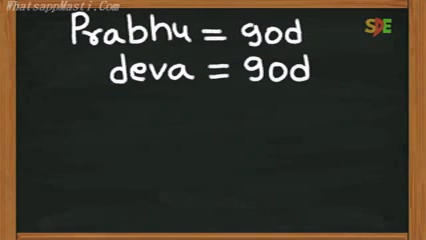 WhatsappMasti.Com
Prabhu = god
SDE
deva = god